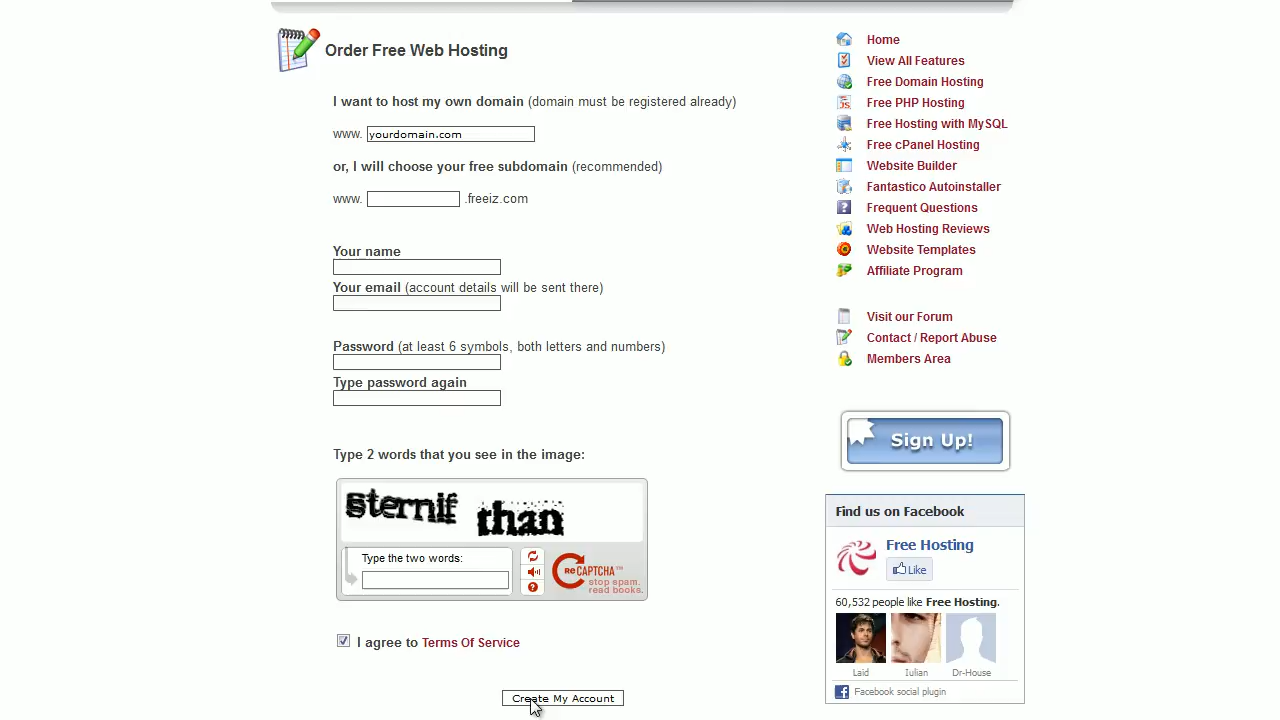 Order Free Web Hosting
I want to host my own domain (domain must be registered already)
www. yourdomain.com
or, I will choose your free subdomain (recommended)
www. .freeiz.com
Your name
Your email (account details will be sent there)
Password (at least 6 symbols, both letters and numbers)
Type password again
Type 2 words that you see in the image:
sternif than
Type the two words:
reCAPTCHA™
stop spam.
read books.
I agree to Terms Of Service
Create My Account
Home
View All Features
Free Domain Hosting
Free PHP Hosting
Free Hosting with MySQL
Free cPanel Hosting
Website Builder
Fantastico Autoinstaller
Frequent Questions
Web Hosting Reviews
Website Templates
Affiliate Program
Visit our Forum
Contact / Report Abuse
Members Area
Sign Up!
Find us on Facebook
Free Hosting
Like
60,532 people like Free Hosting.
Laid Iulian Dr-House
Facebook social plugin